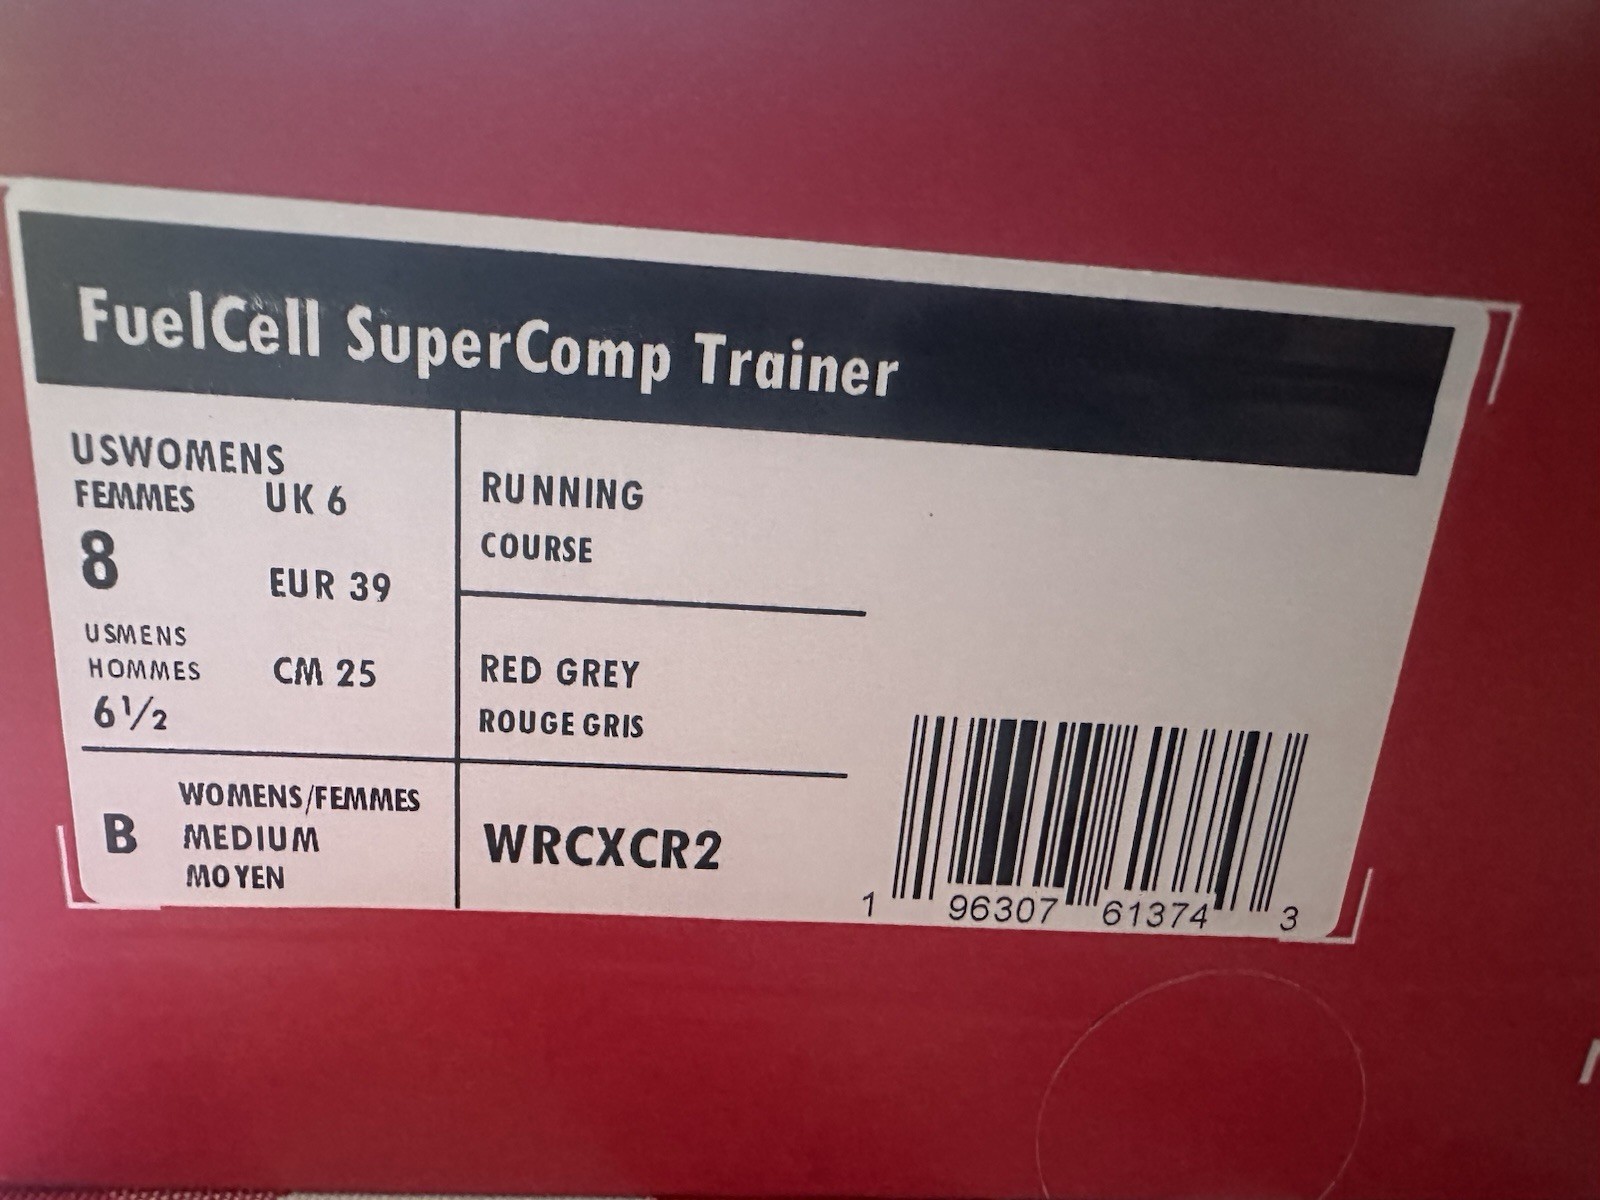 FuelCell SuperComp Trainer
USWOMENS
FEMMES
8
UK 6
EUR 39
USMENS
HOMMES
6½
CM 25
B
WOMENS/FEMMES
MEDIUM
MOYEN
RUNNING
COURSE
RED GREY
ROUGE GRIS
WRCXCR2
1 96307 61374 3